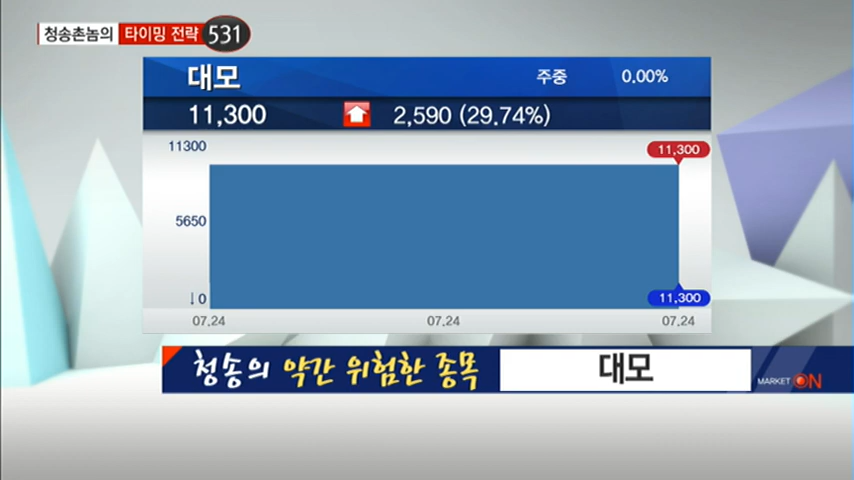 청송촌놈의 타이밍 전략 531
대모 주중 0.00%
11,300 2,590 (29.74%)
11300 11,300
5650
↓0 11,300
07.24 07.24 07.24
청송의 약간 위험한 종목 대모
MARKET ON